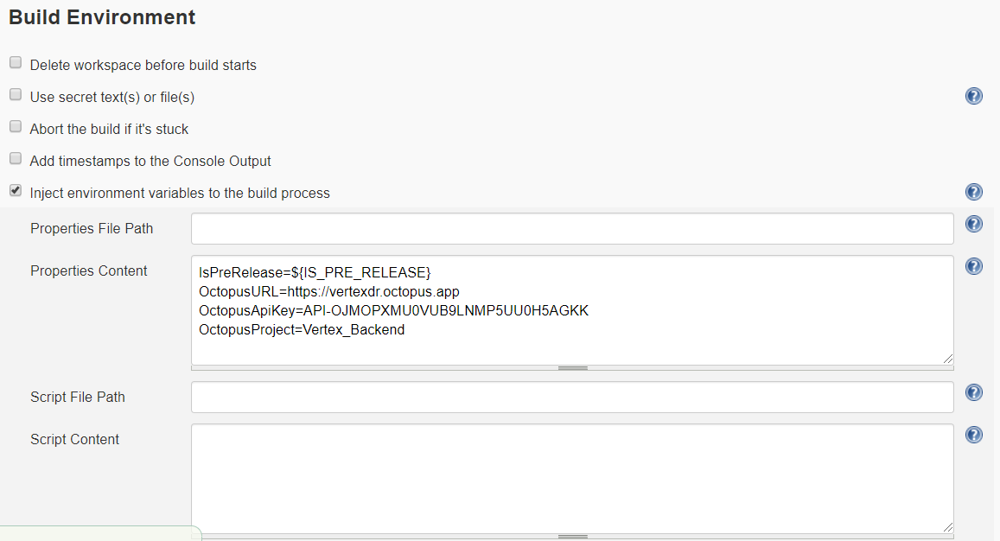 Build Environment
Delete workspace before build starts
Use secret text(s) or file(s)
Abort the build if it's stuck
Add timestamps to the Console Output
Inject environment variables to the build process
Properties File Path
Properties Content
IsPreRelease=${IS_PRE_RELEASE}
OctopusURL=https://vertexdr.octopus.app
OctopusApiKey=API-OJMOPXMU0VUB9LNMP5UU0H5AGKK
OctopusProject=Vertex_Backend
Script File Path
Script Content